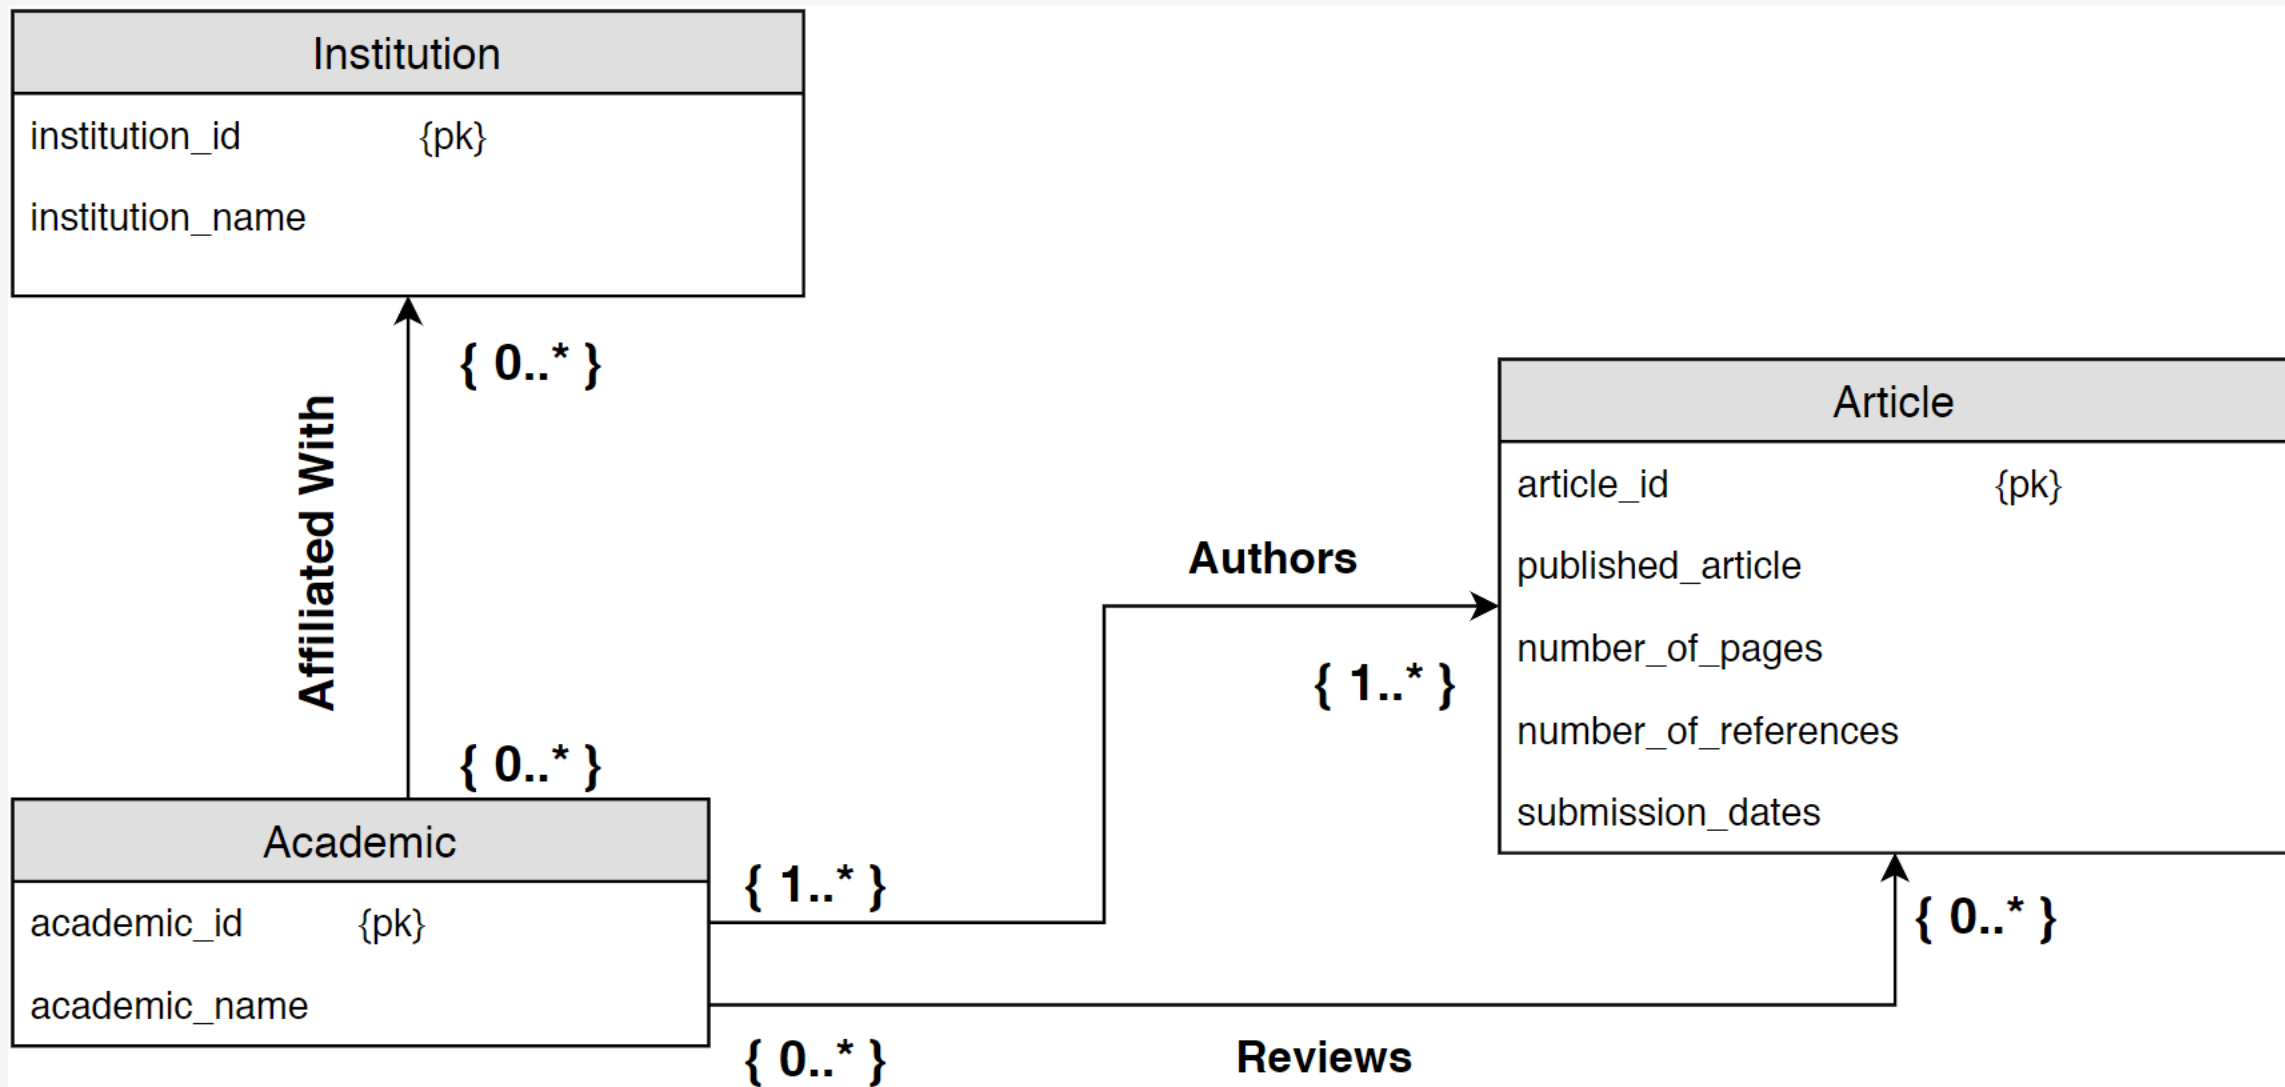 Institution
institution_id {pk}
institution_name
{ 0..* }
Affiliated With
{ 0..* }
Academic
academic_id {pk}
academic_name
{ 1..* }
Authors
{ 1..* }
Article
article_id {pk}
published_article
number_of_pages
number_of_references
submission_dates
{ 0..* }
{ 0..* }
Reviews